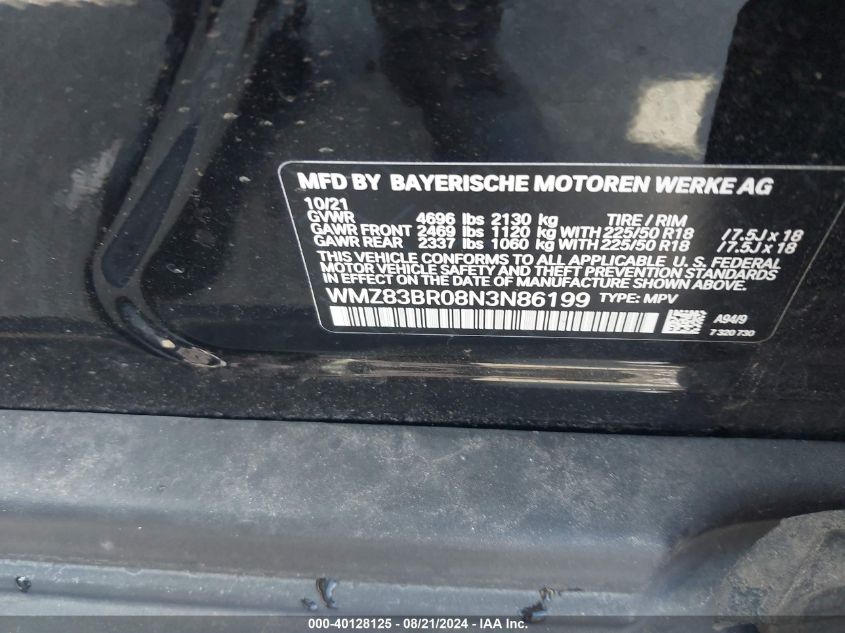 MFD BY BAYERISCHE MOTOREN WERKE AG
10/21
GVWR 4696 lbs 2130 kg TIRE / RIM
GAWR FRONT 2469 lbs 1120 kg WITH 225/50 R18 /7.5J x 18
GAWR REAR 2337 lbs 1060 kg WITH 225/50 R18 /7.5J x 18
THIS VEHICLE CONFORMS TO ALL APPLICABLE U. S. FEDERAL
MOTOR VEHICLE SAFETY AND THEFT PREVENTION STANDARDS
IN EFFECT ON THE DATE OF MANUFACTURE SHOWN ABOVE.
WMZ83BR08N3N86199 TYPE: MPV
A94/9
7 320 730
000-40128125 - 08/21/2024 - IAA Inc.